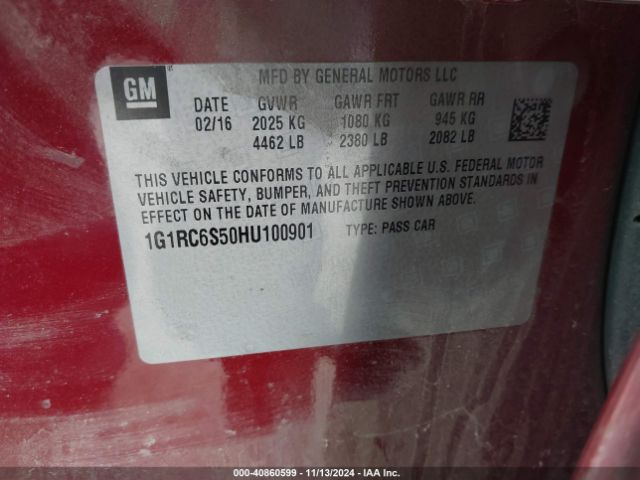 GM
MFD BY GENERAL MOTORS LLC
DATE GVWR GAWR FRT GAWR RR
02/16 2025 KG 1080 KG 945 KG
4462 LB 2380 LB 2082 LB
THIS VEHICLE CONFORMS TO ALL APPLICABLE U.S. FEDERAL MOTOR
VEHICLE SAFETY, BUMPER, AND THEFT PREVENTION STANDARDS IN
EFFECT ON THE DATE OF MANUFACTURE SHOWN ABOVE.
1G1RC6S50HU100901 TYPE: PASS CAR
000-40860599 - 11/13/2024 - IAA Inc.